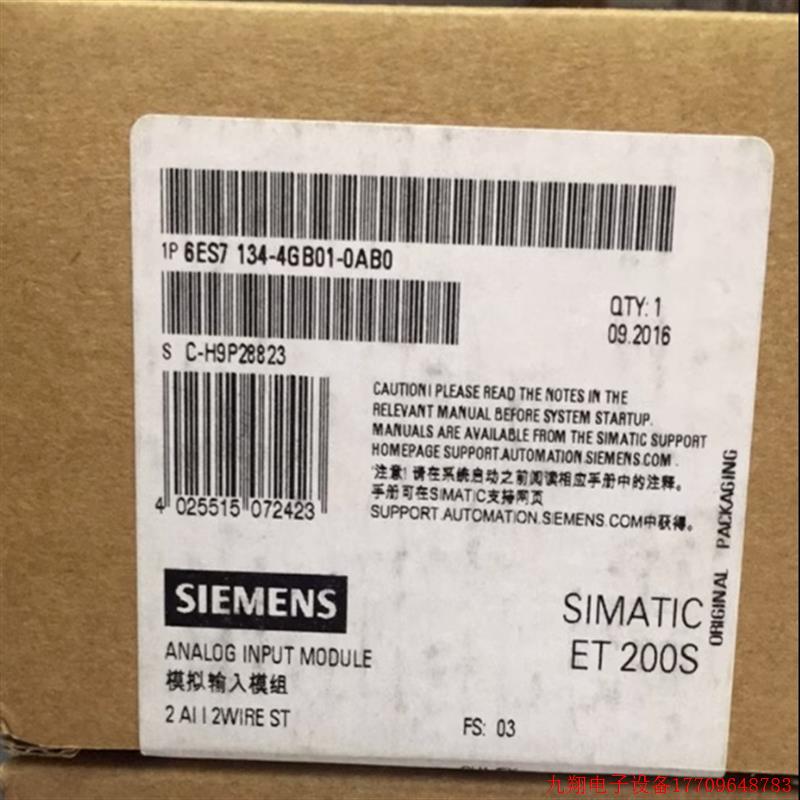 1P 6ES7 134-4GB01-0AB0
QTY: 1
09.2016
S C-H9P28823
CAUTION! PLEASE READ THE NOTES IN THE
RELEVANT MANUAL BEFORE SYSTEM STARTUP.
MANUALS ARE AVAILABLE FROM THE SIMATIC SUPPORT
HOMEPAGE SUPPORT.AUTOMATION.SIEMENS.COM.
注意! 请在系统启动之前阅读相应手册中的注释。
手册可在SIMATIC支持网页
SUPPORT.AUTOMATION.SIEMENS.COM中获得。
4 025515 072423
ORIGINAL PACKAGING
SIEMENS
SIMATIC
ET 200S
ANALOG INPUT MODULE
模拟输入模组
2 AI I 2WIRE ST
FS: 03
九翔电子设备17709648783